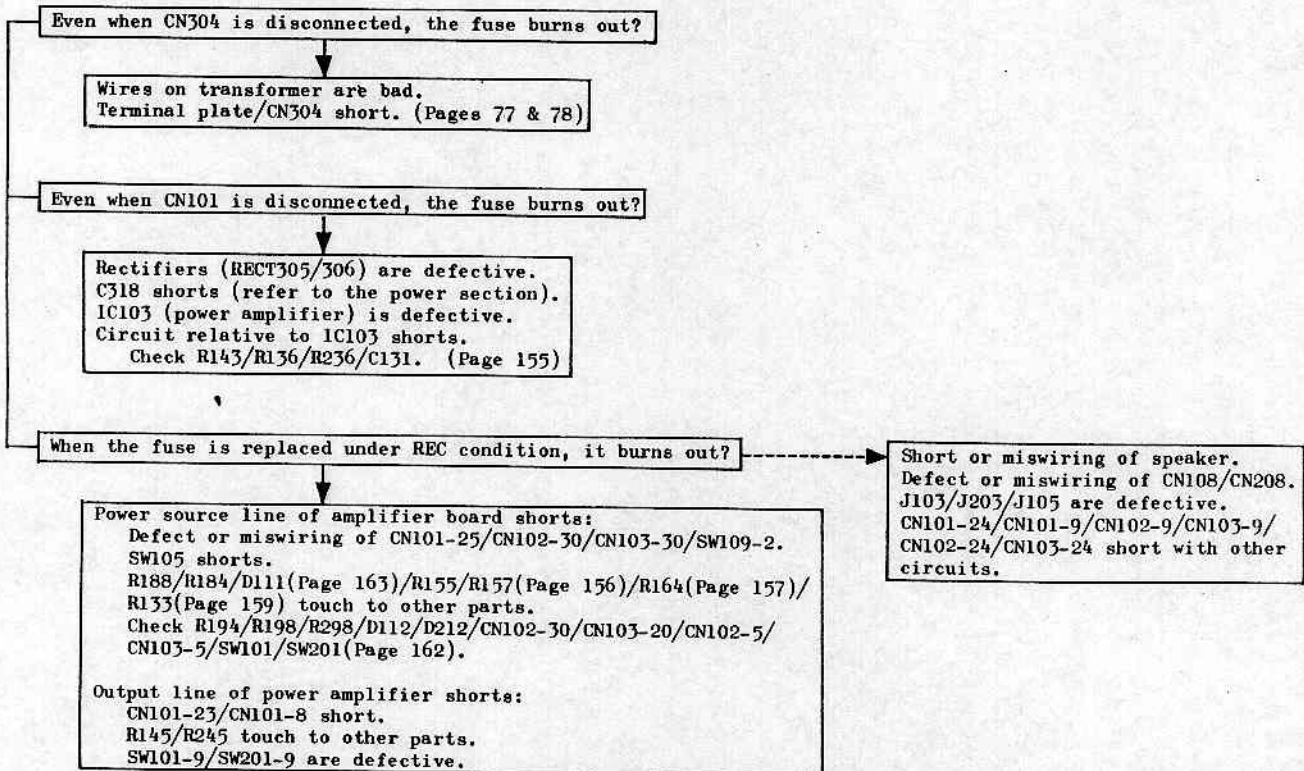 Even when CN304 is disconnected, the fuse burns out?
Wires on transformer are bad.
Terminal plate/CN304 short. (Pages 77 & 78)
Even when CN101 is disconnected, the fuse burns out?
Rectifiers (RECT305/306) are defective.
C318 shorts (refer to the power section).
IC103 (power amplifier) is defective.
Circuit relative to IC103 shorts.
Check R143/R136/R236/C131. (Page 155)
When the fuse is replaced under REC condition, it burns out?
Power source line of amplifier board shorts:
Defect or miswiring of CN101-25/CN102-30/CN103-30/SW109-2.
SW105 shorts.
R188/R184/D111(Page 163)/R155/R157(Page 156)/R164(Page 157)/
R133(Page 159) touch to other parts.
Check R194/R198/R298/D112/D212/CN102-30/CN103-20/CN102-5/
CN103-5/SW101/SW201(Page 162).
Output line of power amplifier shorts:
CN101-23/CN101-8 short.
R145/R245 touch to other parts.
SW101-9/SW201-9 are defective.
Short or miswiring of speaker.
Defect or miswiring of CN108/CN208.
J103/J203/J105 are defective.
CN101-24/CN101-9/CN102-9/CN103-9/
CN102-24/CN103-24 short with other
circuits.